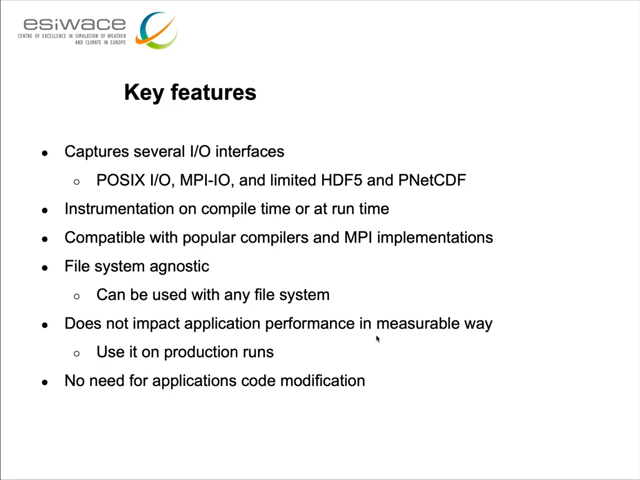 esiwace
CENTRE OF EXCELLENCE IN SIMULATION OF WEATHER
AND CLIMATE IN EUROPE
Key features
● Captures several I/O interfaces
○ POSIX I/O, MPI-IO, and limited HDF5 and PNetCDF
● Instrumentation on compile time or at run time
● Compatible with popular compilers and MPI implementations
● File system agnostic
○ Can be used with any file system
● Does not impact application performance in measurable way
○ Use it on production runs
● No need for applications code modification